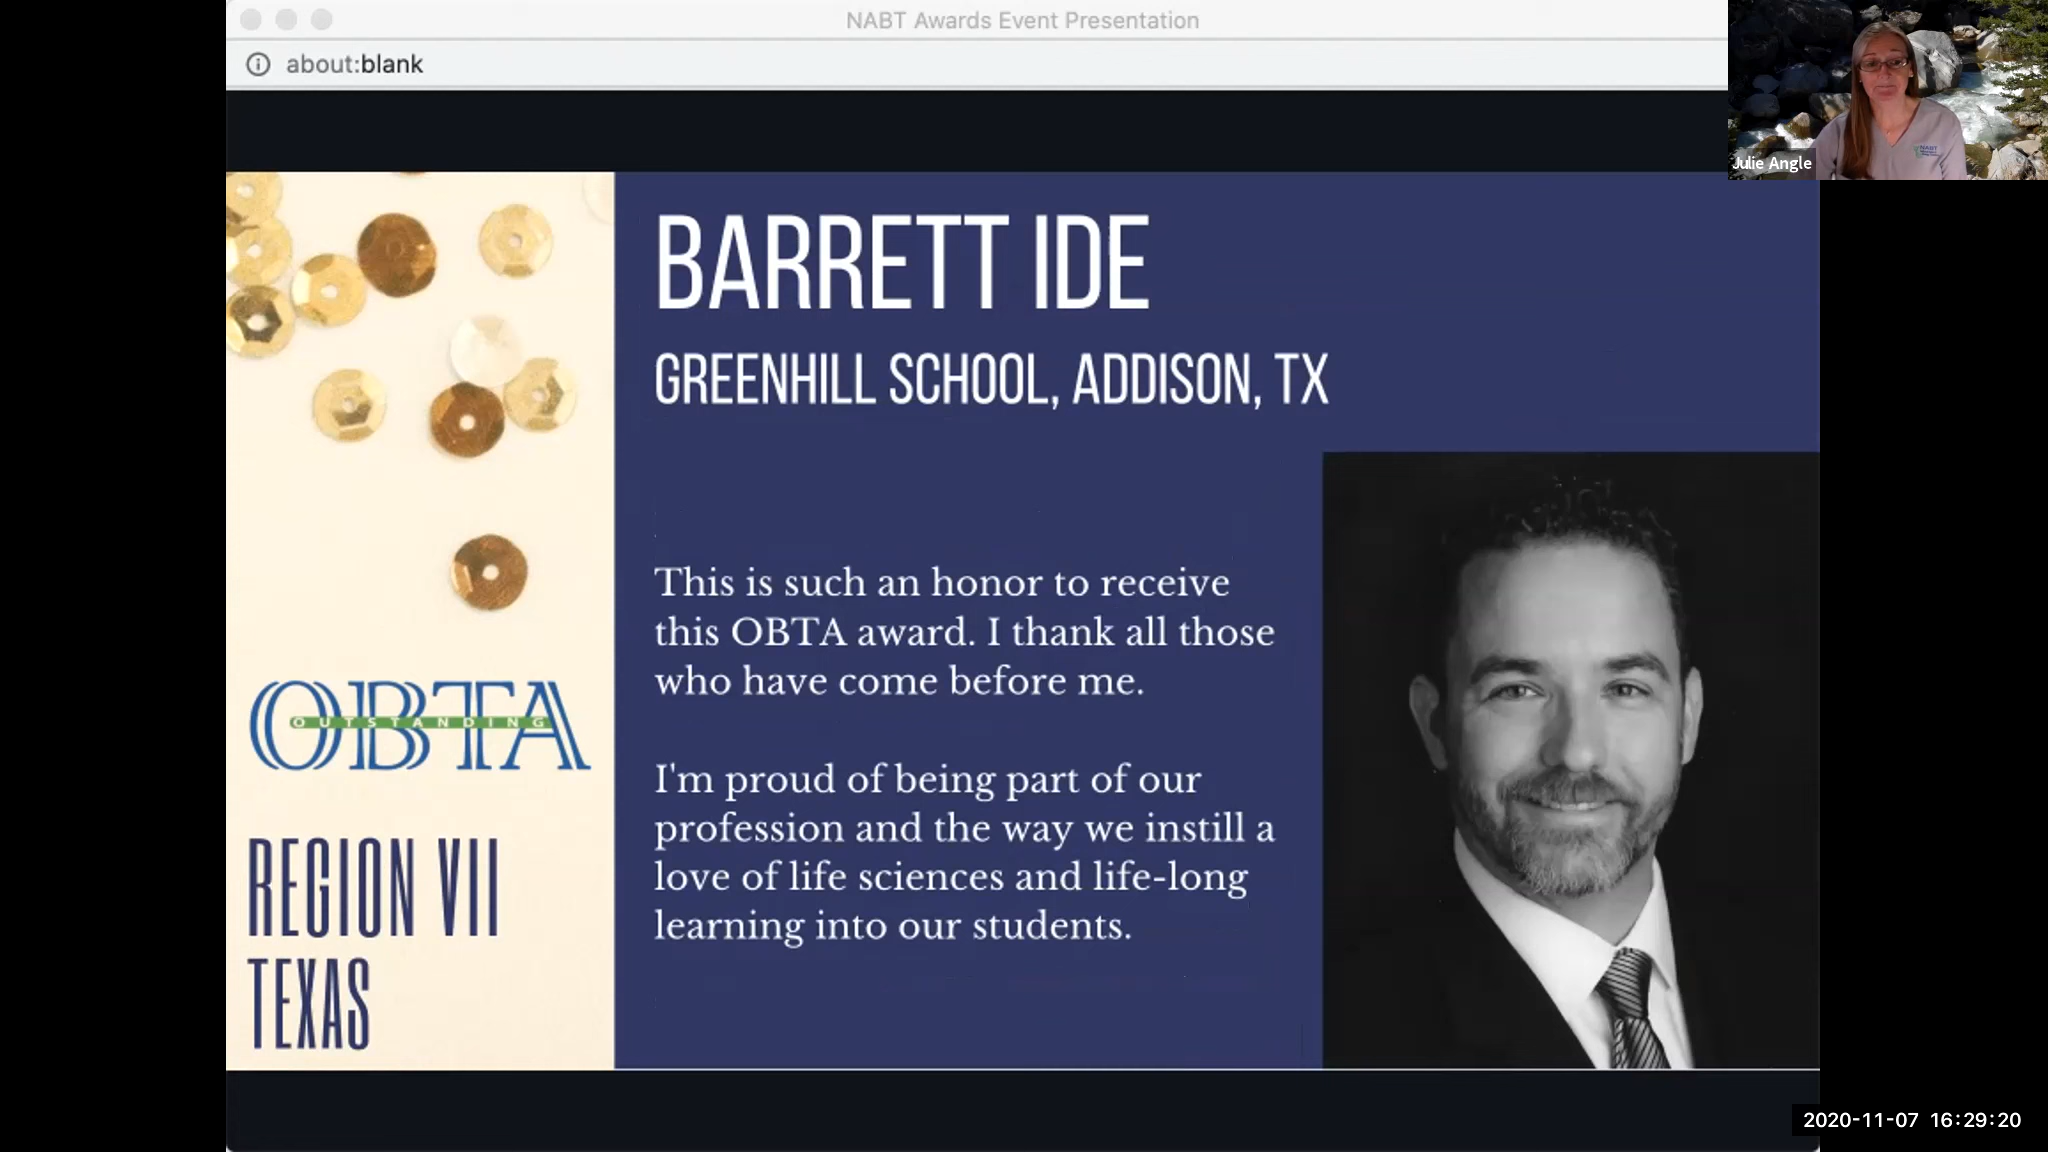 NABT Awards Event Presentation
about:blank
Julie Angle
NABT
BARRETT IDE
GREENHILL SCHOOL, ADDISON, TX
This is such an honor to receive
this OBTA award. I thank all those
who have come before me.
I'm proud of being part of our
profession and the way we instill a
love of life sciences and life-long
learning into our students.
OBTA
OUTSTANDING
REGION VII
TEXAS
2020-11-07 16:29:20